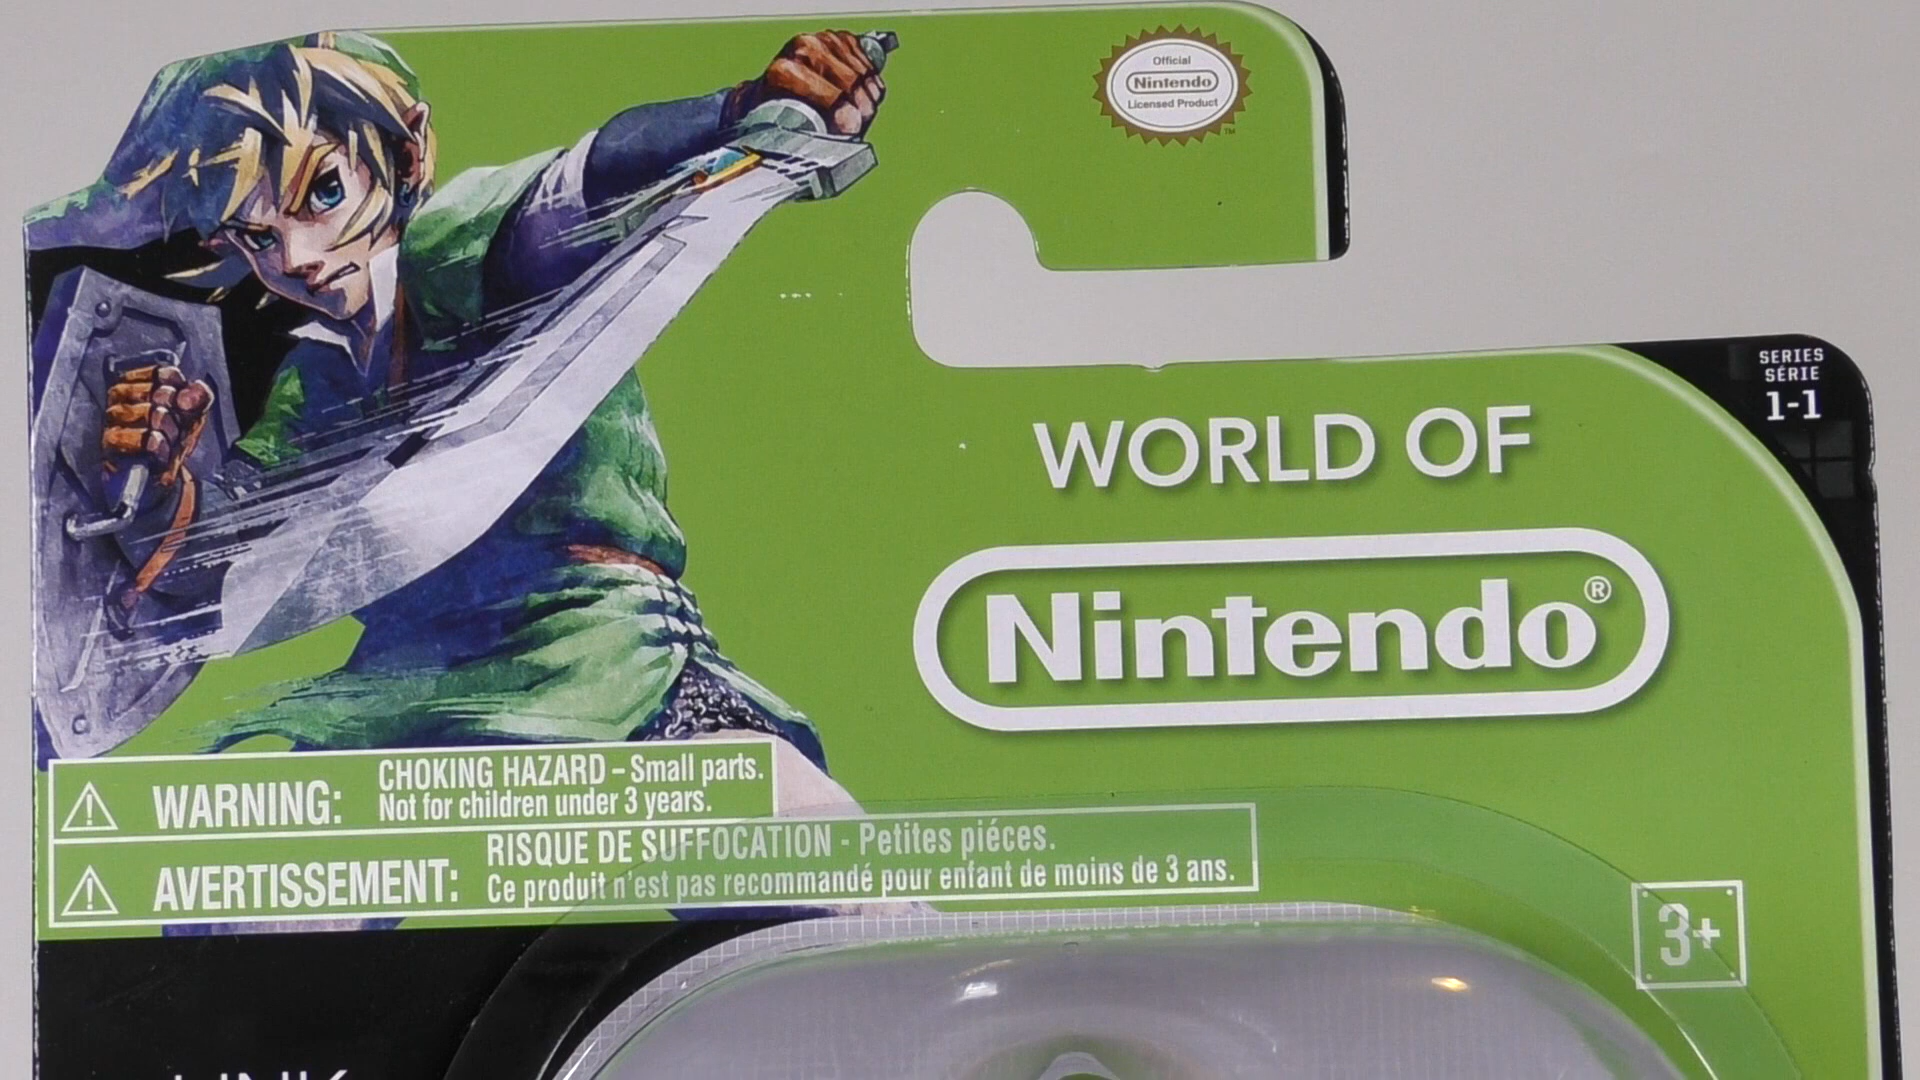 Official
Nintendo
Licensed Product
TM
SERIES
SÉRIE
1-1
WORLD OF
Nintendo®
WARNING: CHOKING HAZARD – Small parts.
Not for children under 3 years.
AVERTISSEMENT: RISQUE DE SUFFOCATION - Petites piéces.
Ce produit n'est pas recommandé pour enfant de moins de 3 ans.
3+
LINK